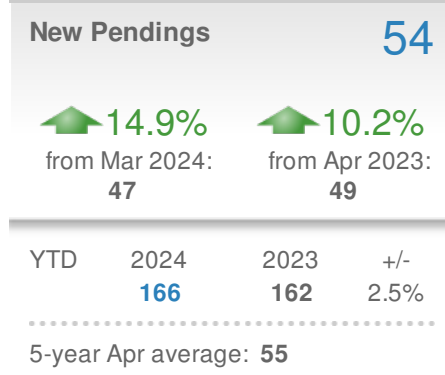 New Pendings 54
14.9% 10.2%
from Mar 2024: from Apr 2023:
47 49
YTD 2024 2023 +/-
166 162 2.5%
5-year Apr average: 55